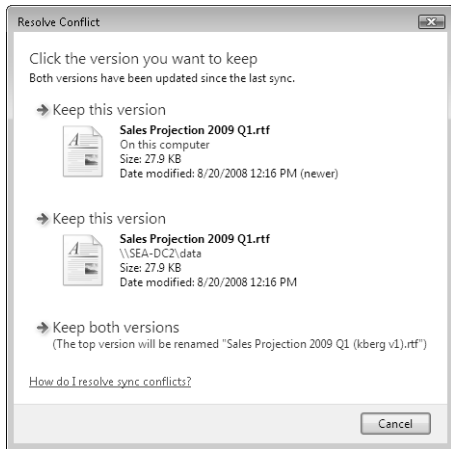 Resolve Conflict
Click the version you want to keep
Both versions have been updated since the last sync.
Keep this version
Sales Projection 2009 Q1.rtf
On this computer
Size: 27.9 KB
Date modified: 8/20/2008 12:16 PM (newer)
Keep this version
Sales Projection 2009 Q1.rtf
\\SEA-DC2\data
Size: 27.9 KB
Date modified: 8/20/2008 12:16 PM
Keep both versions
(The top version will be renamed "Sales Projection 2009 Q1 (kberg v1).rtf")
How do I resolve sync conflicts?
Cancel